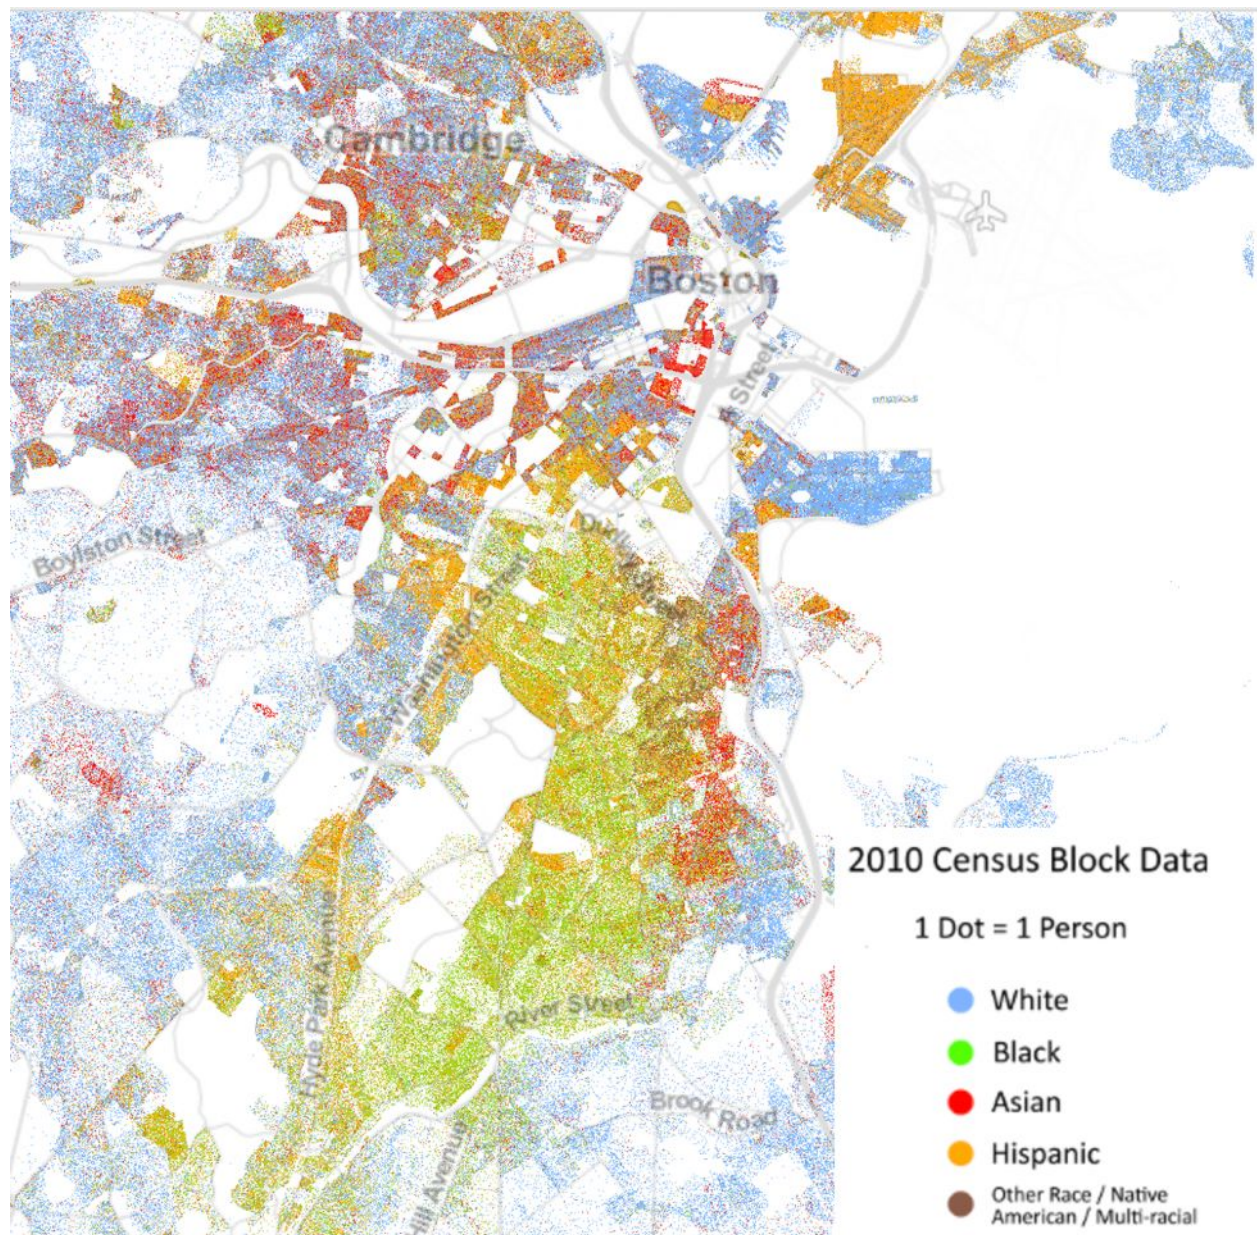 Cambridge
Boston
Street
Boylston Street
Dudley Street
Washington Street
Hyde Park Avenue
River Street
Brook Road
Hill Avenue
2010 Census Block Data
1 Dot = 1 Person
White
Black
Asian
Hispanic
Other Race / Native
American / Multi-racial